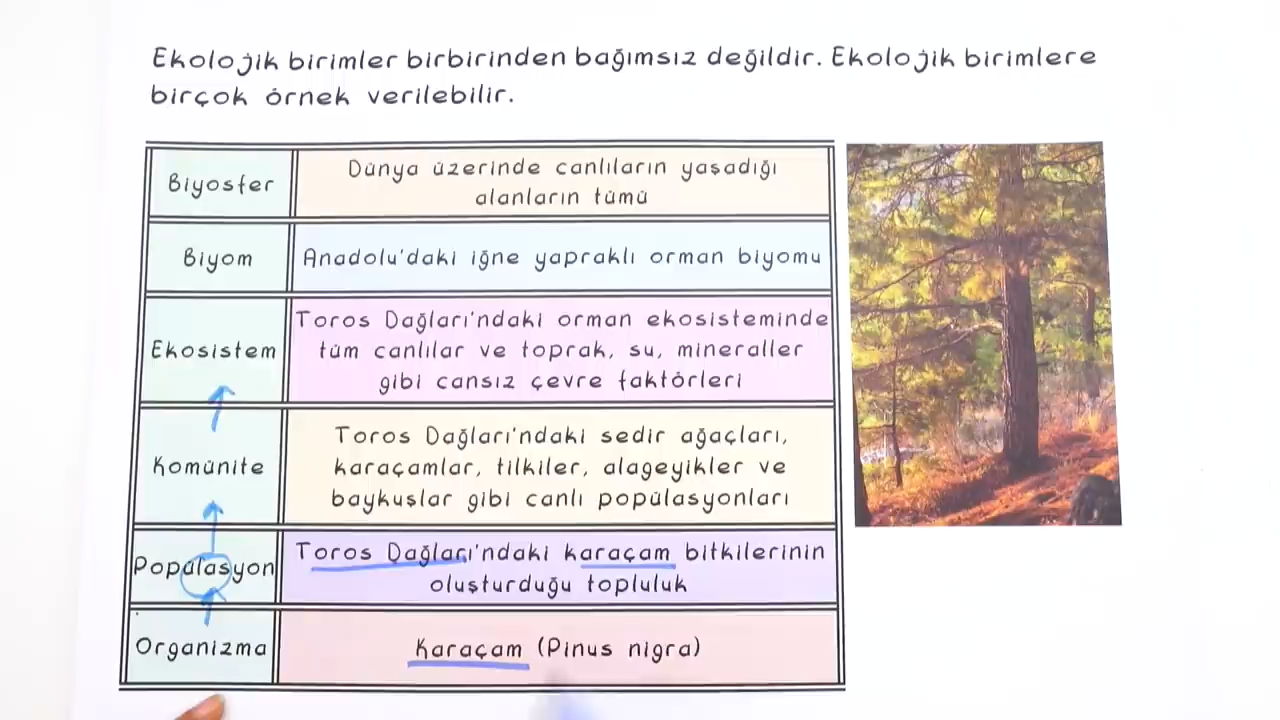 Ekolojik birimler birbirinden bağımsız değildir. Ekolojik birimlere
birçok örnek verilebilir.
Biyosfer
Dünya üzerinde canlıların yaşadığı
alanların tümü
Biyom
Anadolu'daki iğne yapraklı orman biyomu
Ekosistem
Toros Dağları'ndaki orman ekosisteminde
tüm canlılar ve toprak, su, mineraller
gibi cansız çevre faktörleri
Komünite
Toros Dağları'ndaki sedir ağaçları,
karaçamlar, tilkiler, alageyikler ve
baykuşlar gibi canlı popülasyonları
Popülasyon
Toros Dağları'ndaki karaçam bitkilerinin
oluşturduğu topluluk
Organizma
Karaçam (Pinus nigra)